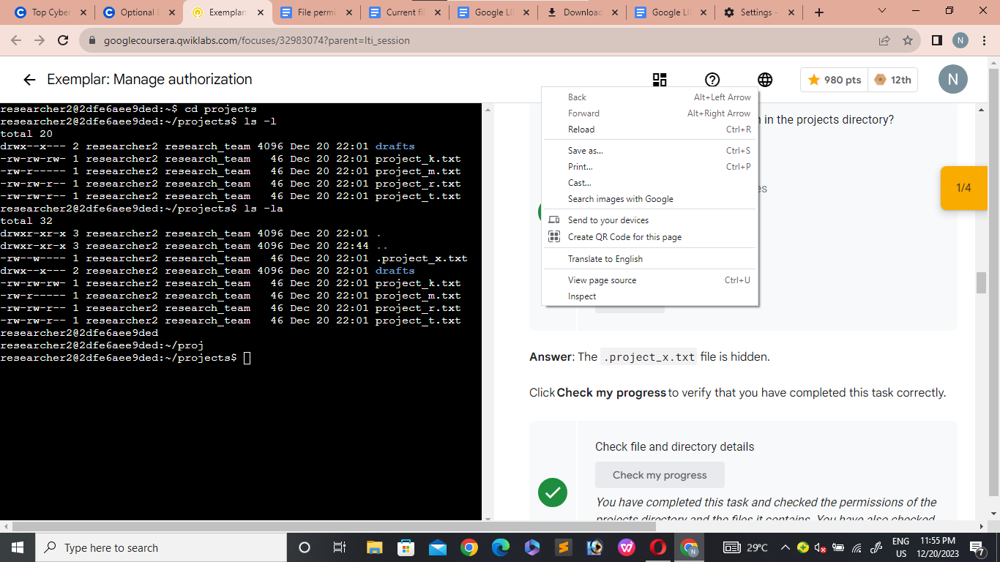 Top Cyber
Optional E
Exemplar:
File permi
Current fi
Google LI
Download
Google LI
Settings -
googlecoursera.qwiklabs.com/focuses/32983074?parent=lti_session
N
Exemplar: Manage authorization
980 pts
12th
N
researcher2@2dfe6aee9ded:~$ cd projects
researcher2@2dfe6aee9ded:~/projects$ ls -l
total 20
drwx--x--- 2 researcher2 research_team 4096 Dec 20 22:01 drafts
-rw-rw-rw- 1 researcher2 research_team   46 Dec 20 22:01 project_k.txt
-rw-r----- 1 researcher2 research_team   46 Dec 20 22:01 project_m.txt
-rw-rw-r-- 1 researcher2 research_team   46 Dec 20 22:01 project_r.txt
-rw-rw-r-- 1 researcher2 research_team   46 Dec 20 22:01 project_t.txt
researcher2@2dfe6aee9ded:~/projects$ ls -la
total 32
drwxr-xr-x 3 researcher2 research_team 4096 Dec 20 22:01 .
drwxr-xr-x 3 researcher2 research_team 4096 Dec 20 22:44 ..
-rw--w---- 1 researcher2 research_team   46 Dec 20 22:01 .project_x.txt
drwx--x--- 2 researcher2 research_team 4096 Dec 20 22:01 drafts
-rw-rw-rw- 1 researcher2 research_team   46 Dec 20 22:01 project_k.txt
-rw-r----- 1 researcher2 research_team   46 Dec 20 22:01 project_m.txt
-rw-rw-r-- 1 researcher2 research_team   46 Dec 20 22:01 project_r.txt
-rw-rw-r-- 1 researcher2 research_team   46 Dec 20 22:01 project_t.txt
researcher2@2dfe6aee9ded
researcher2@2dfe6aee9ded:~/proj
researcher2@2dfe6aee9ded:~/projects$
Back Alt+Left Arrow
Forward Alt+Right Arrow
Reload Ctrl+R
Save as... Ctrl+S
Print... Ctrl+P
Cast...
Search images with Google
Send to your devices
Create QR Code for this page
Translate to English
View page source Ctrl+U
Inspect
in the projects directory?
es
1/4
Answer: The .project_x.txt file is hidden.
Click Check my progress to verify that you have completed this task correctly.
Check file and directory details
Check my progress
You have completed this task and checked the permissions of the
projects directory and the files it contains. You have also checked
Type here to search
N
29°C
ENG
US
11:55 PM
12/20/2023
7